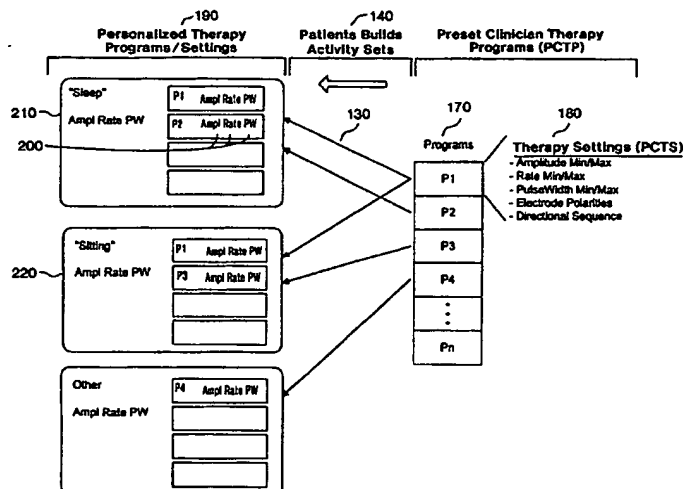 190
140
Personalized Therapy
Programs/Settings
Patients Builds
Activity Sets
Preset Clinician Therapy
Programs (PCTP)
210
"Sleep"
Ampl Rate PW
P1 Ampl Rate PW
P2 Ampl Rate PW
200
130
170
Programs
180
Therapy Settings (PCTS)
- Amplitude Min/Max
- Rate Min/Max
- PulseWidth Min/Max
- Electrode Polarities
- Directional Sequence
P1
P2
P3
P4
Pn
220
"Sitting"
Ampl Rate PW
P1 Ampl Rate PW
P3 Ampl Rate PW
Other
Ampl Rate PW
P4 Ampl Rate PW